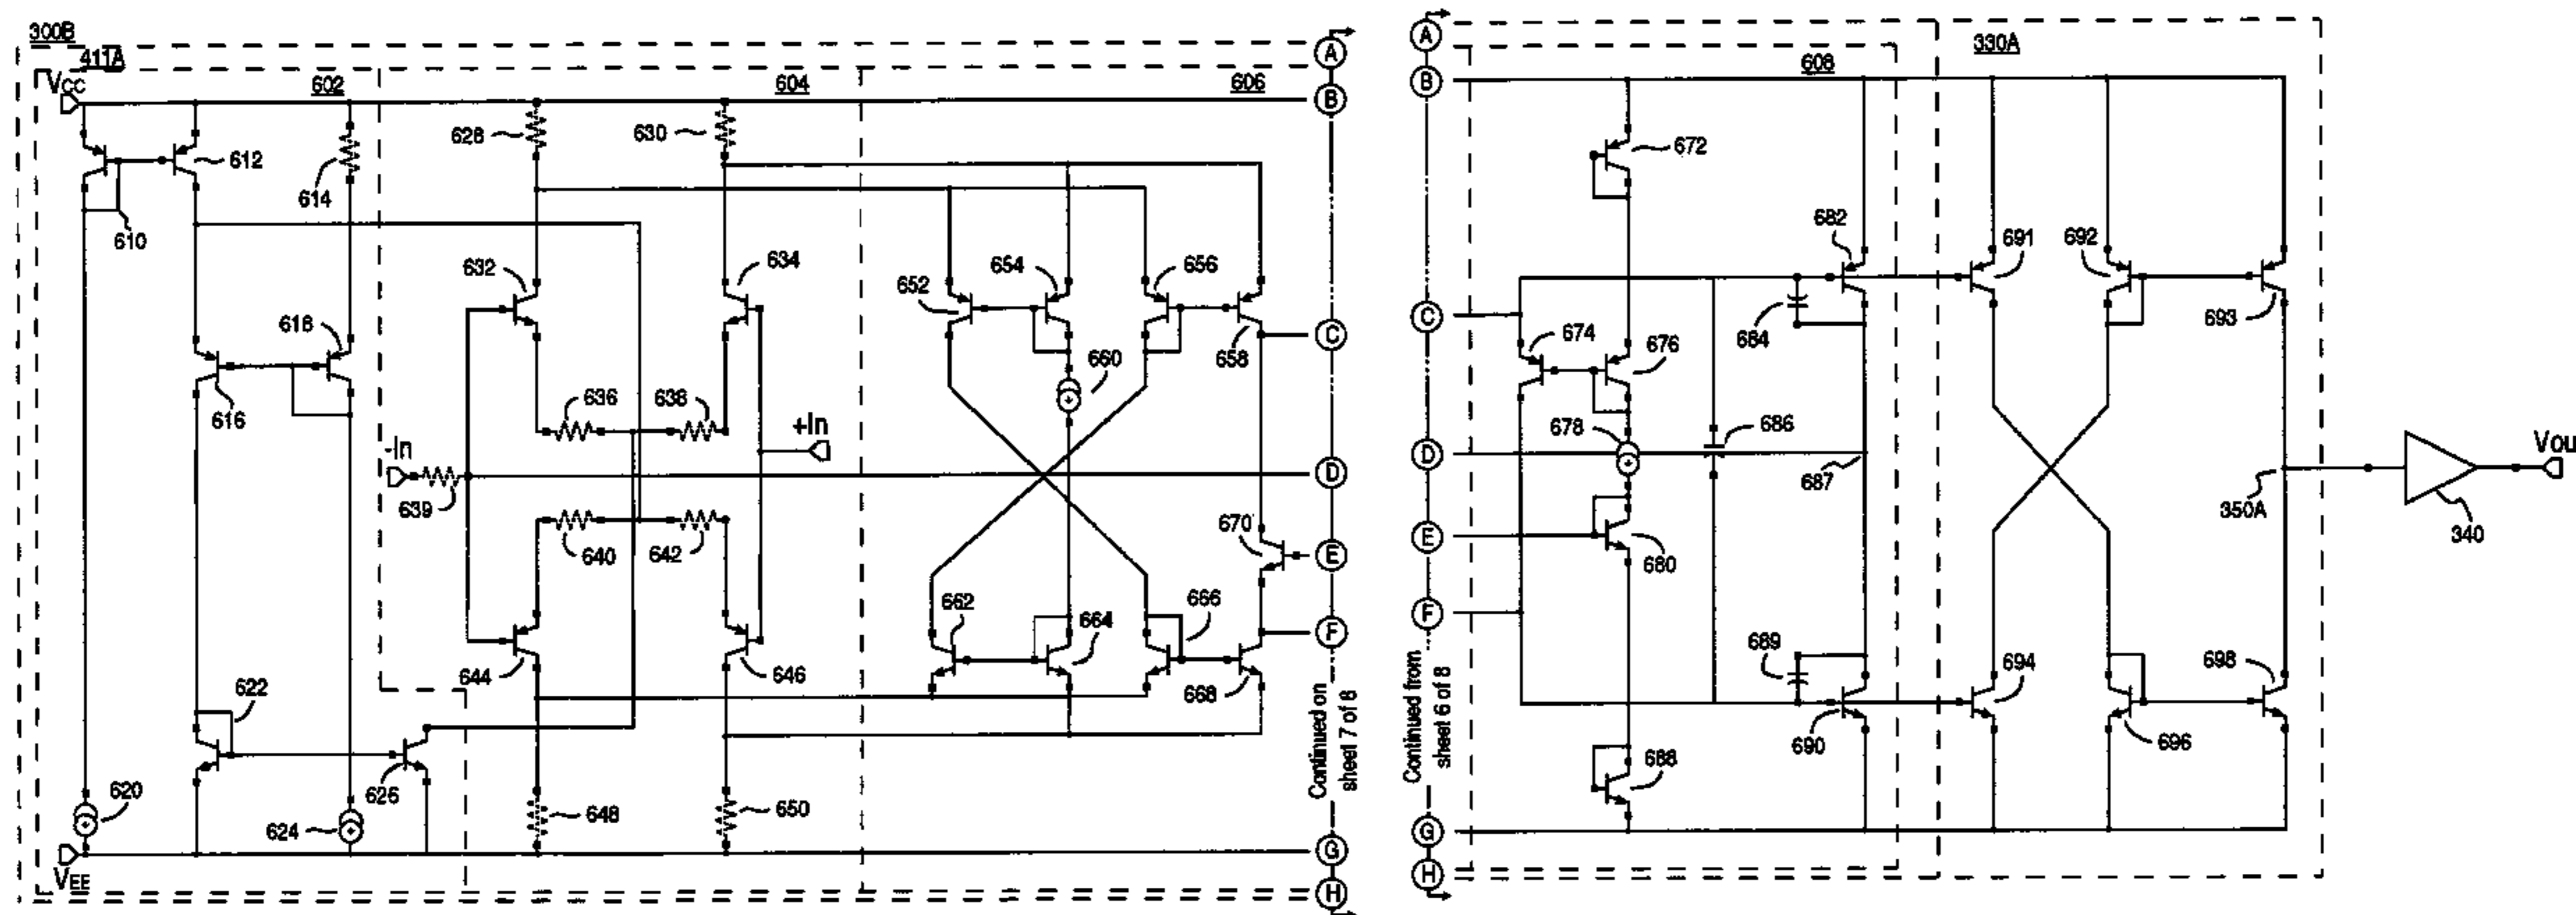 300B
411A
VCC
602
604
606
612
614
610
628
630
632
634
618
616
636
638
-In
+In
639
640
642
644
646
622
620
624
626
648
650
VEE
652
654
656
658
660
662
664
666
668
670
A
B
C
D
E
F
G
H
Continued on
sheet 7 of 8
A
B
C
D
E
F
G
H
Continued from
sheet 6 of 8
608
330A
672
682
691
692
693
684
674
676
678
686
687
680
689
688
690
694
696
698
350A
340
Vou